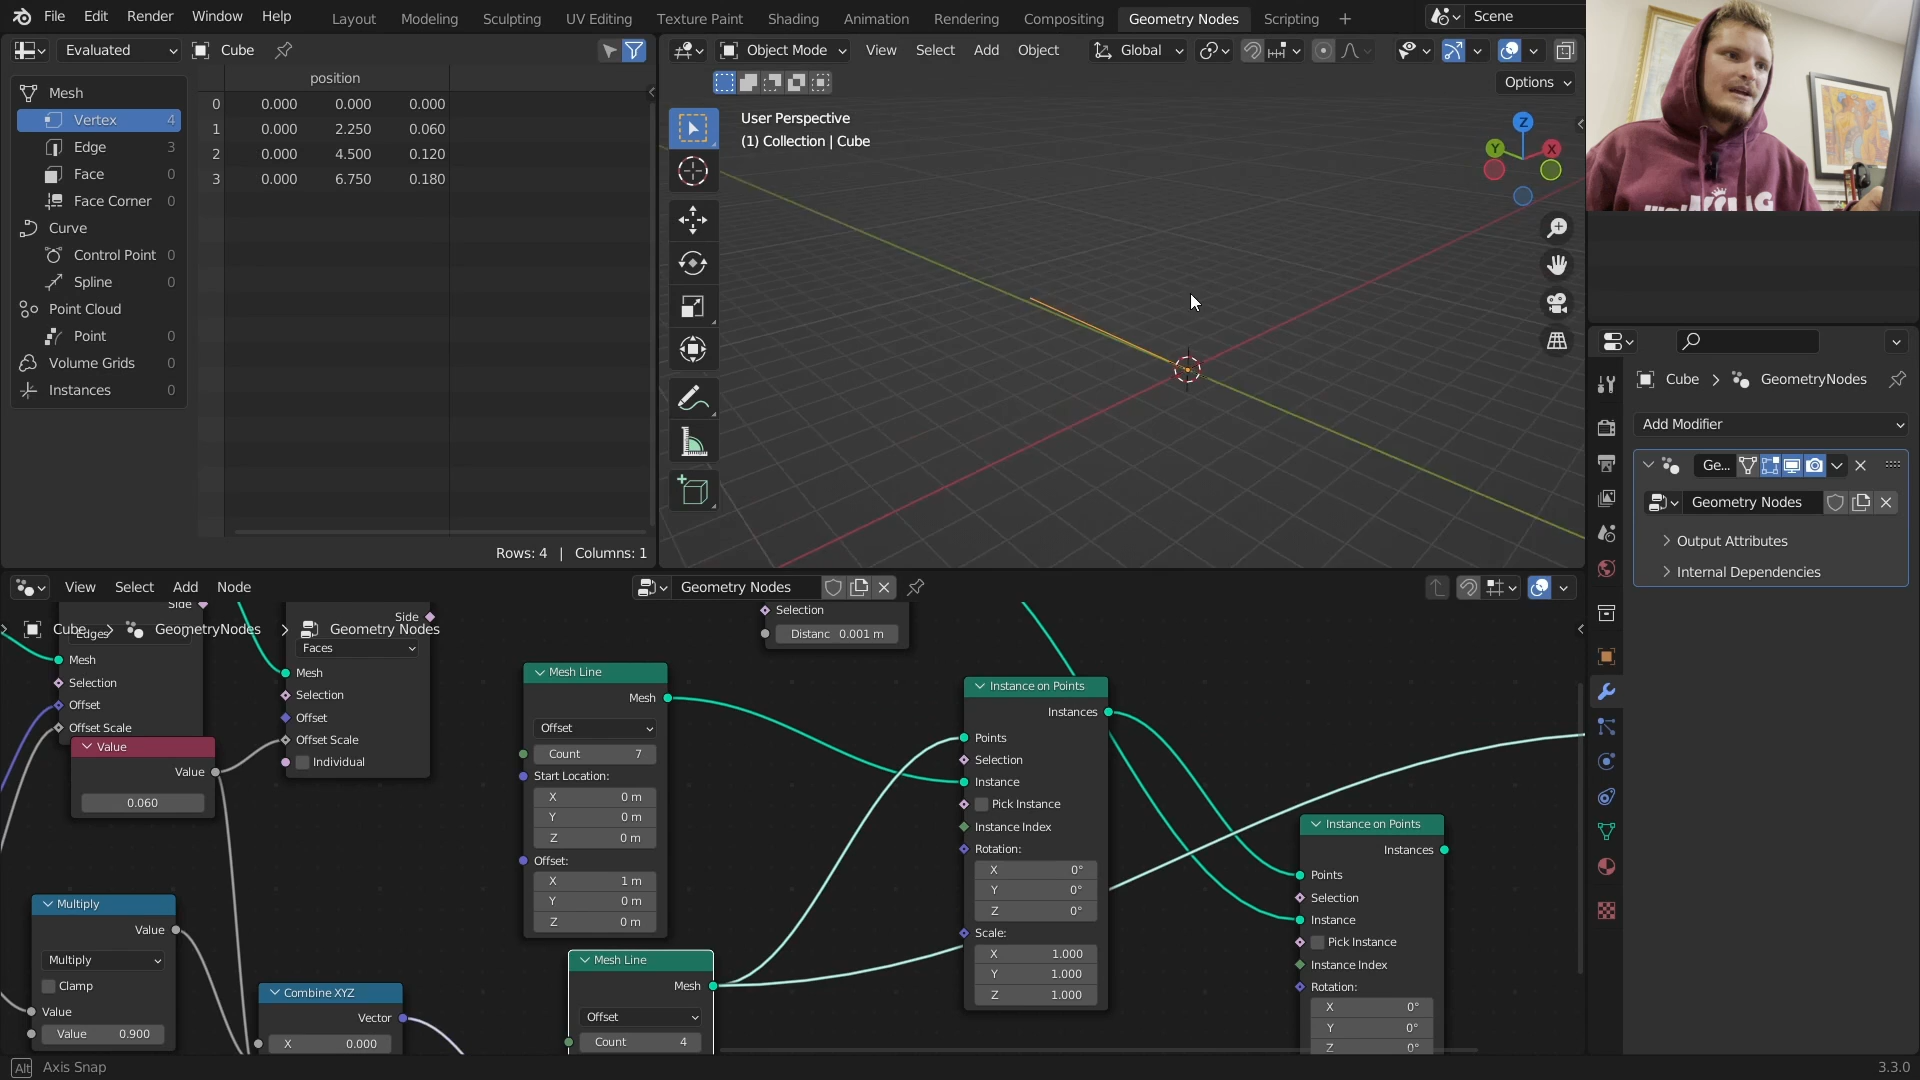 File Edit Render Window Help
Layout Modeling Sculpting UV Editing Texture Paint Shading Animation Rendering Compositing Geometry Nodes Scripting +
Scene
Evaluated Cube
Object Mode View Select Add Object Global
Options
position
0 0.000 0.000 0.000
1 0.000 2.250 0.060
2 0.000 4.500 0.120
3 0.000 6.750 0.180
Mesh
Vertex 4
Edge 3
Face 0
Face Corner 0
Curve
Control Point 0
Spline 0
Point Cloud
Point 0
Volume Grids 0
Instances 0
Rows: 4 | Columns: 1
User Perspective
(1) Collection | Cube
Z
Y
X
Cube > GeometryNodes
Add Modifier
Ge...
Geometry Nodes
Output Attributes
Internal Dependencies
View Select Add Node
Geometry Nodes
Cube > GeometryNodes > Geometry Nodes
Side
Edges
Mesh
Selection
Offset
Offset Scale
Side
Faces
Mesh
Selection
Offset
Offset Scale
Individual
Value
Value
0.060
Multiply
Value
Multiply
Clamp
Value
Value 0.900
Combine XYZ
Vector
X 0.000
Selection
Distanc 0.001 m
Mesh Line
Mesh
Offset
Count 7
Start Location:
X 0 m
Y 0 m
Z 0 m
Offset:
X 1 m
Y 0 m
Z 0 m
Mesh Line
Mesh
Offset
Count 4
Instance on Points
Instances
Points
Selection
Instance
Pick Instance
Instance Index
Rotation:
X 0°
Y 0°
Z 0°
Scale:
X 1.000
Y 1.000
Z 1.000
Instance on Points
Instances
Points
Selection
Instance
Pick Instance
Instance Index
Rotation:
X 0°
Y 0°
Z 0°
Alt Axis Snap
3.3.0